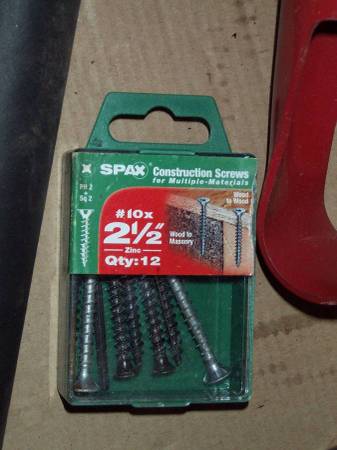 SPAX Construction Screws
for Multiple-Materials
PH 2
+
Sq 2
Wood
to Wood
#10x
2½"
Zinc
Qty: 12
Wood to
Masonry